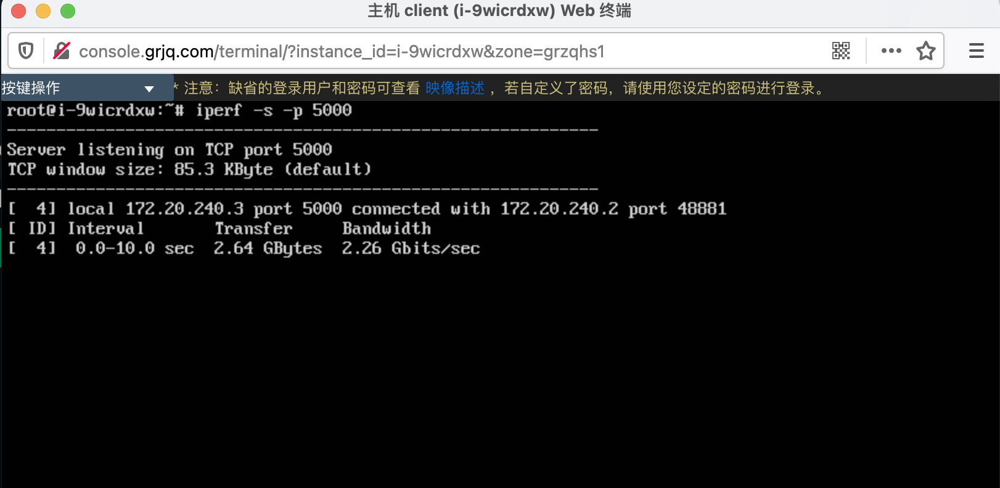 主机 client (i-9wicrdxw) Web 终端
console.grjq.com/terminal/?instance_id=i-9wicrdxw&zone=grzqhs1
按键操作 * 注意：缺省的登录用户和密码可查看 映像描述 ，若自定义了密码，请使用您设定的密码进行登录。
root@i-9wicrdxw:~# iperf -s -p 5000
------------------------------------------------------------
Server listening on TCP port 5000
TCP window size: 85.3 KByte (default)
------------------------------------------------------------
[  4] local 172.20.240.3 port 5000 connected with 172.20.240.2 port 48881
[ ID] Interval       Transfer     Bandwidth
[  4]  0.0-10.0 sec  2.64 GBytes  2.26 Gbits/sec